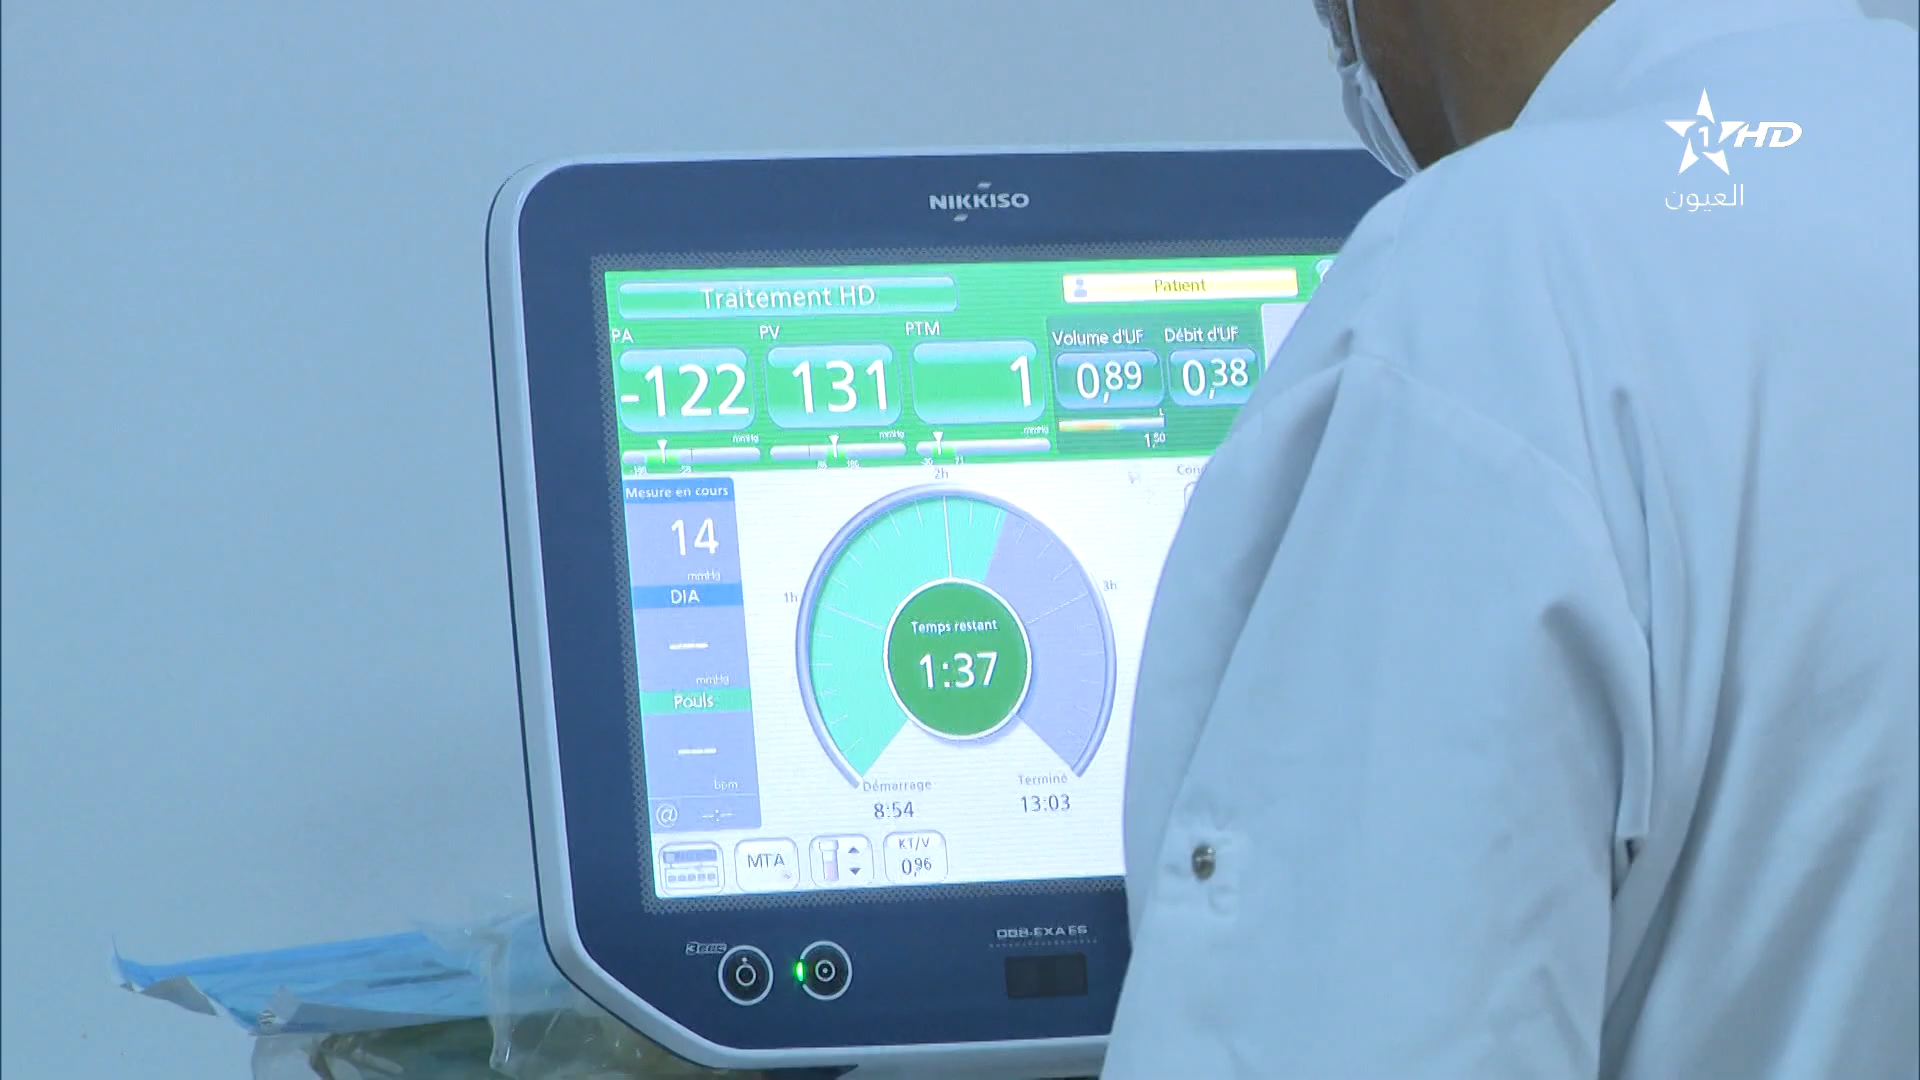 1 HD
العيون
NIKKISO
Traitement HD
Patient
PA
PV
PTM
Volume d'UF
Débit d'UF
-122
131
1
0,89
0,38
mmHg
mmHg
mmHg
L
1,50
2h
Mesure en cours
14
mmHg
DIA
1h
3h
Temps restant
1:37
mmHg
Pouls
bpm
Démarrage
8:54
Terminé
13:03
@ --:--
MTA
KT/V
0,96
DBB-EXA ES